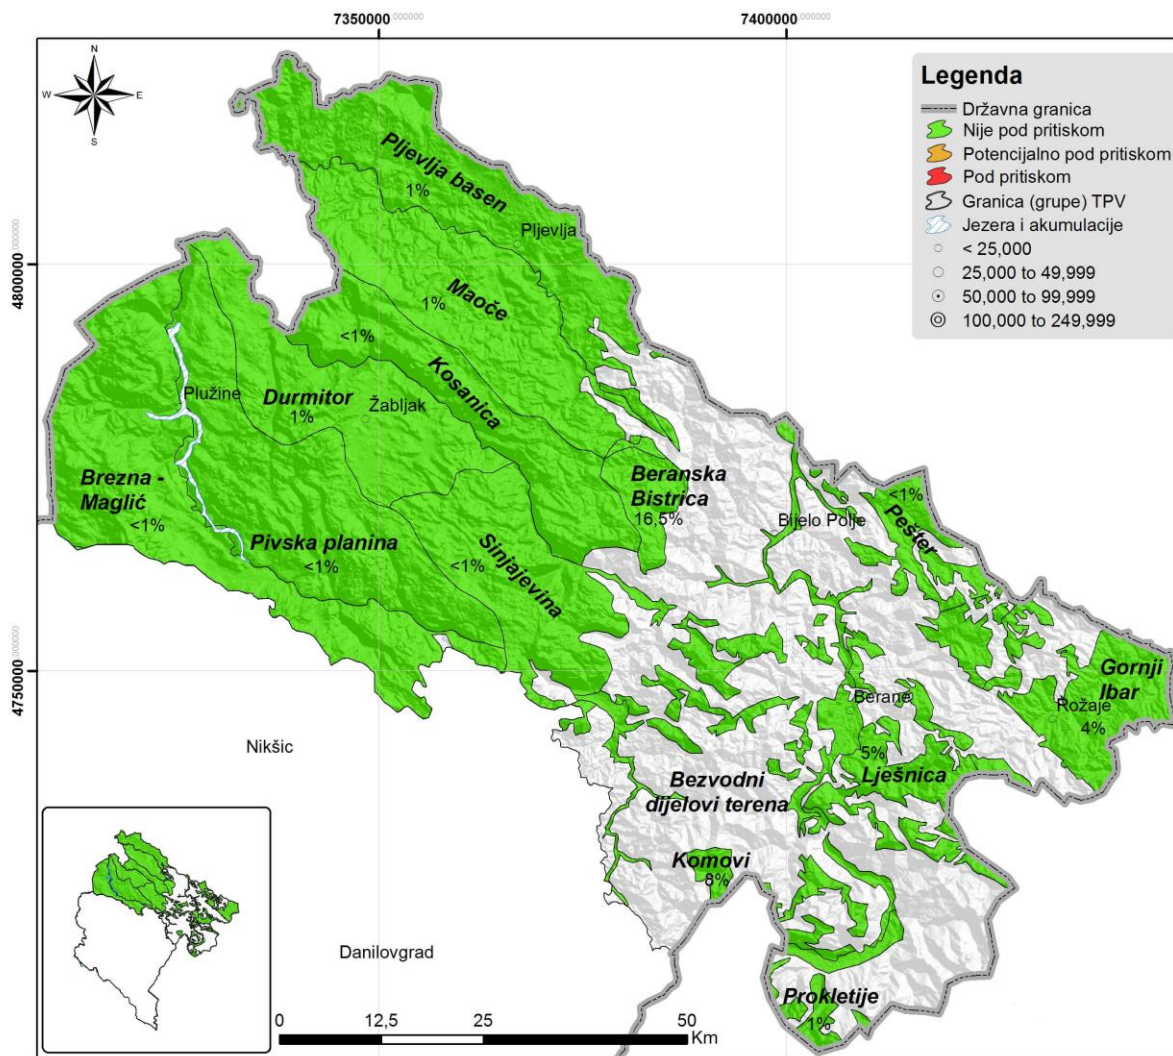 7350000,000000
7400000,000000
N
W
E
S
Legenda
Državna granica
Nije pod pritiskom
Potencijalno pod pritiskom
Pod pritiskom
Granica (grupe) TPV
Jezera i akumulacije
< 25,000
25,000 to 49,999
50,000 to 99,999
100,000 to 249,999
4800000,000000
4750000,000000
Pljevlja basen
1%
Pljevlja
Maoče
1%
<1%
Kosanica
Plužine
Durmitor
1%
Žabljak
Brezna -
Maglić
<1%
Beranska
Bistrica
16,5%
<1%
Pešter
Bijelo Polje
Pivska planina
<1%
<1%
Sinjajevina
Gornji
Ibar
Rožaje
4%
Berane
5%
Lješnica
Nikšic
Bezvodni
dijelovi terena
Komovi
8%
Danilovgrad
Prokletije
1%
0
12,5
25
50
Km